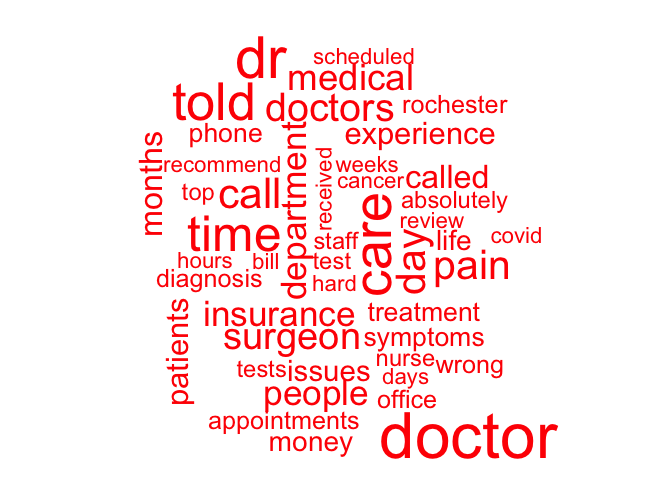 scheduled
dr
medical
told
doctors
rochester
phone
experience
months
department
received
recommend
weeks
cancer
called
top
call
absolutely
care
review
time
day
staff
life
covid
hours
bill
test
pain
diagnosis
hard
patients
insurance
treatment
surgeon
symptoms
nurse
wrong
tests
issues
days
people
office
appointments
money
doctor